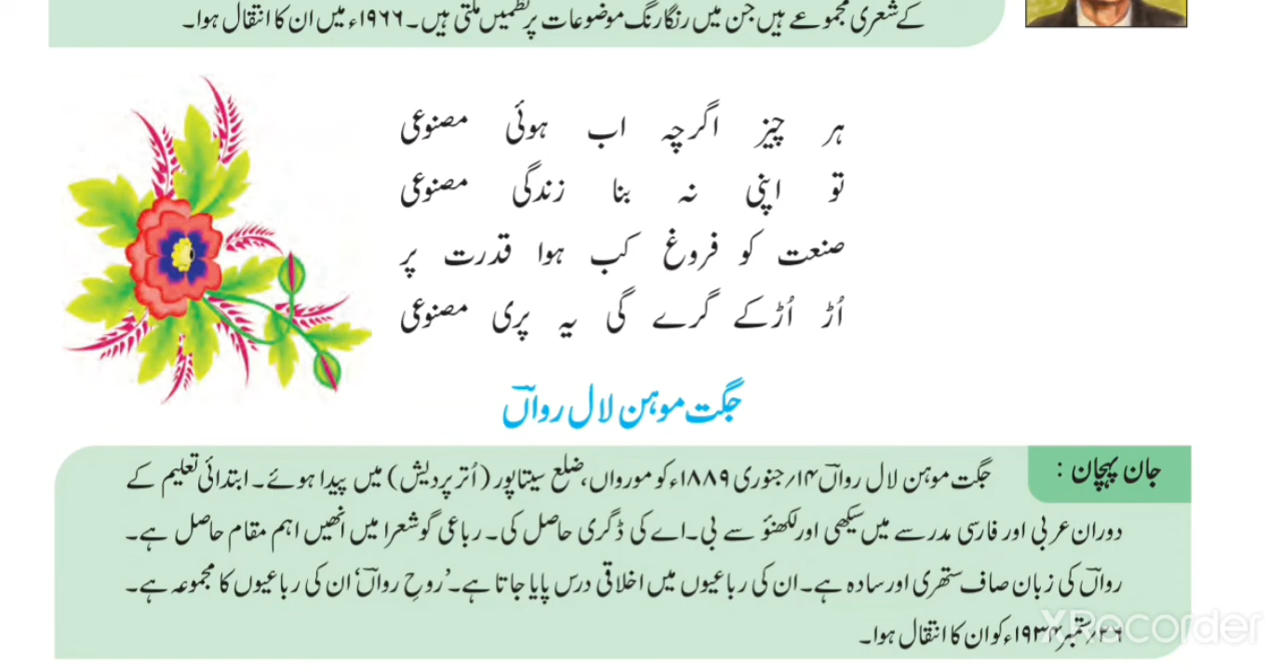 کے شعری مجموعے ہیں جن میں رنگا رنگ موضوعات پر نظمیں ملتی ہیں۔ ۱۹۶۶ء میں ان کا انتقال ہوا۔
ہر چیز اگرچہ اب ہوئی مصنوعی
تو اپنی نہ بنا زندگی مصنوعی
صنعت کو فروغ کب ہوا قدرت پر
اُڑ اُڑ کے گرے گی یہ پری مصنوعی
جگت موہن لال رواںؔ
جان پہچان :
جگت موہن لال رواںؔ ۱۴؍ جنوری ۱۸۸۹ء کو مورواں، ضلع سیتاپور (اُتر پردیش) میں پیدا ہوئے۔ ابتدائی تعلیم کے
دوران عربی اور فارسی مدرسے میں سیکھی اور لکھنؤ سے بی۔اے کی ڈگری حاصل کی۔ رباعی گو شعرا میں انھیں اہم مقام حاصل ہے۔
رواںؔ کی زبان صاف ستھری اور سادہ ہے۔ ان کی رباعیوں میں اخلاقی درس پایا جاتا ہے۔ ’روحِ رواںؔ‘ ان کی رباعیوں کا مجموعہ ہے۔
۲۶؍ ستمبر ۱۹۳۴ء کو ان کا انتقال ہوا۔
XRecorder